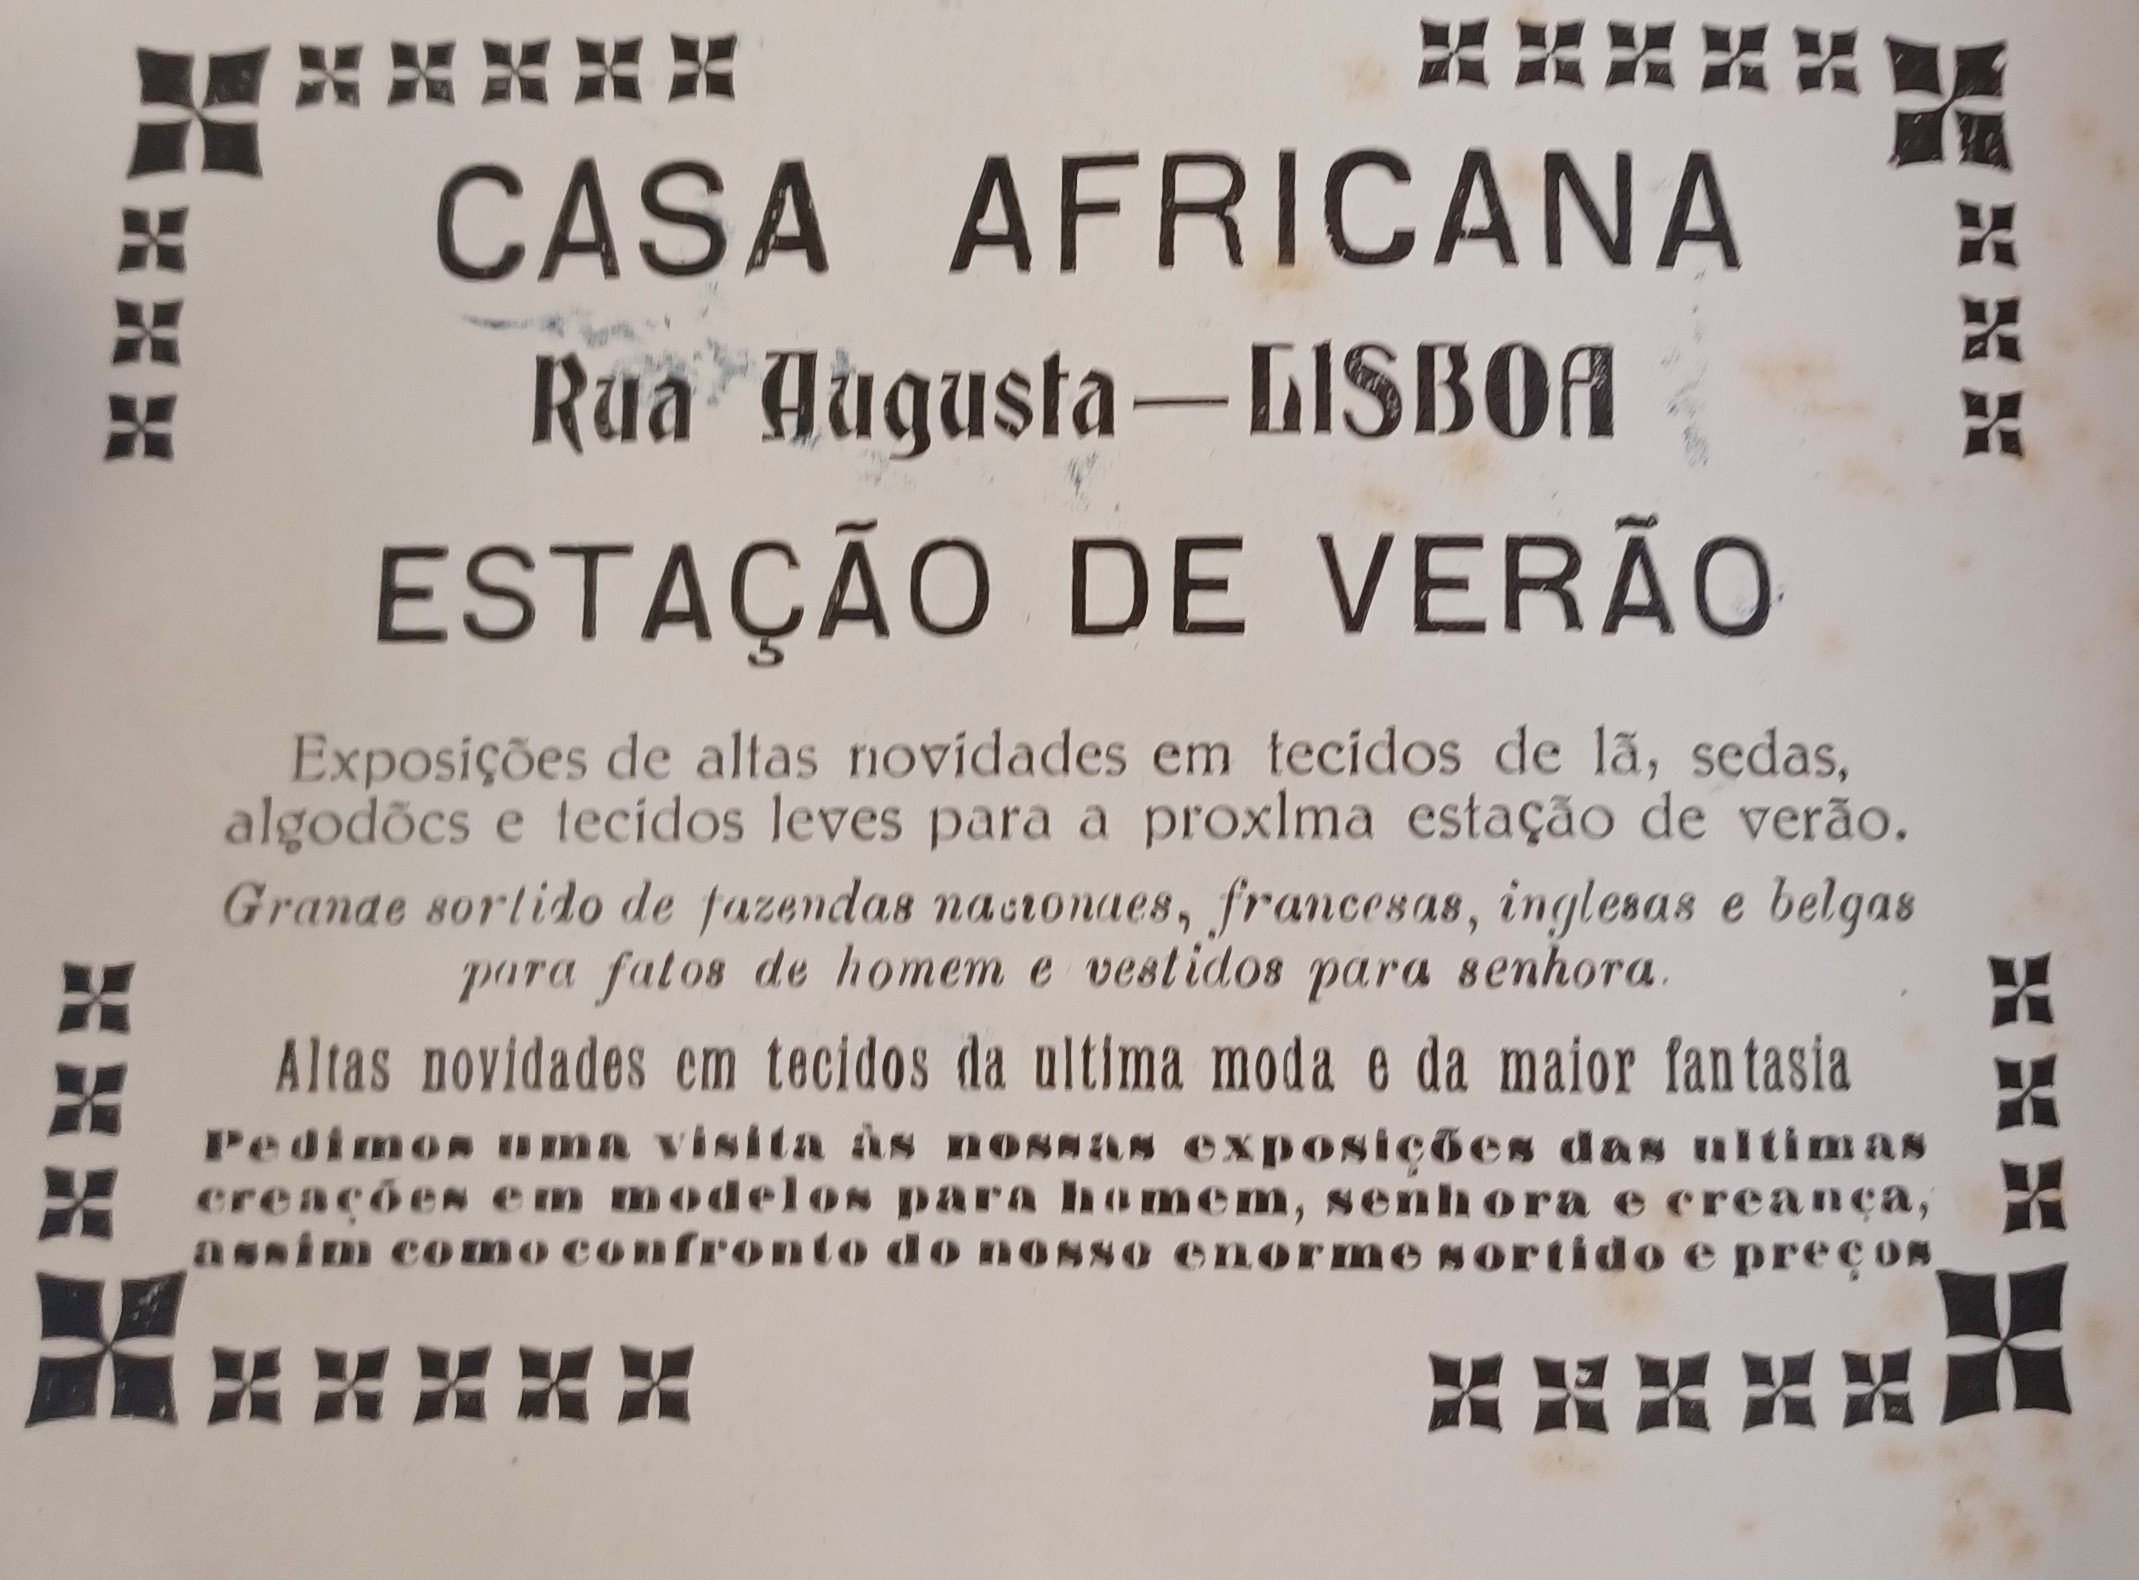 CASA AFRICANA
Rua Augusta—LISBOA
ESTAÇÃO DE VERÃO
Exposições de altas novidades em tecidos de lã, sedas,
algodões e tecidos leves para a proxlma estação de verão.
Grande sortido de fazendas nacionaes, francesas, inglesas e belgas
para fatos de homem e vestidos para senhora.
Altas novidades em tecidos da ultima moda e da maior fantasia
Pedimos uma visita às nossas exposições das ultimas
creações em modelos para homem, senhora e creança,
assim como confronto do nosso enorme sortido e preços